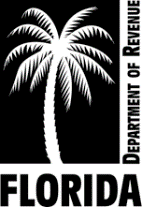 DEPARTMENT OF REVENUE
FLORIDA